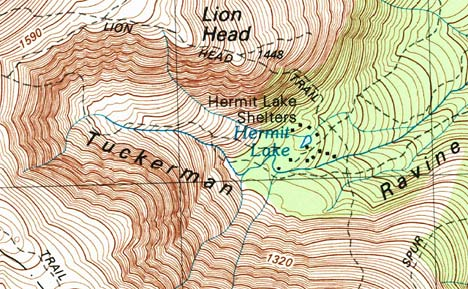 Lion
Head
1590
LION
HEAD
1448
TRAIL
Hermit Lake
Shelters
Hermit
Lake
Tuckerman
Ravine
1320
SPUR
TRAIL